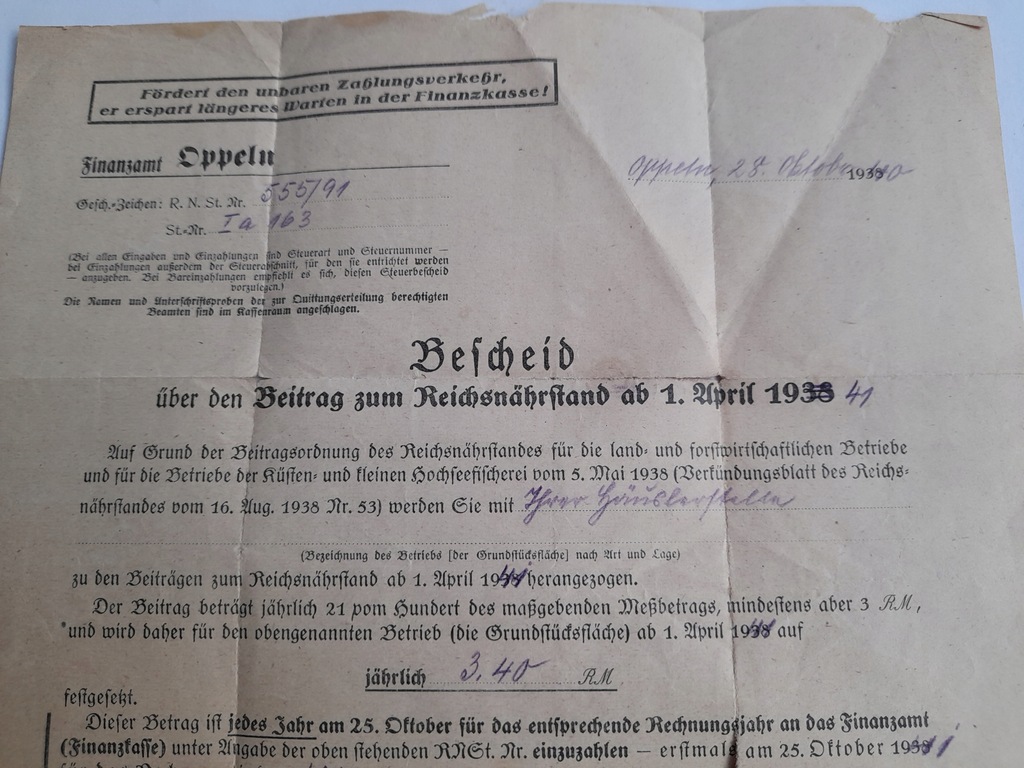 Fördert den unbaren Zahlungsverkehr,
er erspart längeres Warten in der Finanzkasse!
Finanzamt Oppeln
Oppeln, 28. Oktober 1940
Gesch.-Zeichen: R. N. St. Nr. 555/91
St.-Nr. Ia 163
(Bei allen Eingaben und Einzahlungen sind Steuerart und Steuernummer —
bei Einzahlungen außerdem der Steuerabschnitt, für den sie entrichtet werden
— anzugeben. Bei Bareinzahlungen empfiehlt es sich, diesen Steuerbescheid
vorzulegen.)
Die Namen und Unterschriftsproben der zur Quittungserteilung berechtigten
Beamten sind im Kassenraum angeschlagen.
Bescheid
über den Beitrag zum Reichsnährstand ab 1. April 1938 41
Auf Grund der Beitragsordnung des Reichsnährstandes für die land- und forstwirtschaftlichen Betriebe
und für die Betriebe der Küsten- und kleinen Hochseefischerei vom 5. Mai 1938 (Verkündungsblatt des Reichs-
nährstandes vom 16. Aug. 1938 Nr. 53) werden Sie mit Ihrer Häuslerstelle
(Bezeichnung des Betriebs [der Grundstücksfläche] nach Art und Lage)
zu den Beiträgen zum Reichsnährstand ab 1. April 1941 herangezogen.
Der Beitrag beträgt jährlich 21 vom Hundert des maßgebenden Meßbetrags, mindestens aber 3 RM,
und wird daher für den obengenannten Betrieb (die Grundstücksfläche) ab 1. April 1941 auf
jährlich 3,40 RM
festgesetzt.
Dieser Betrag ist jedes Jahr am 25. Oktober für das entsprechende Rechnungsjahr an das Finanzamt
(Finanzkasse) unter Angabe der oben stehenden RNSt. Nr. einzuzahlen — erstmals am 25. Oktober 1941